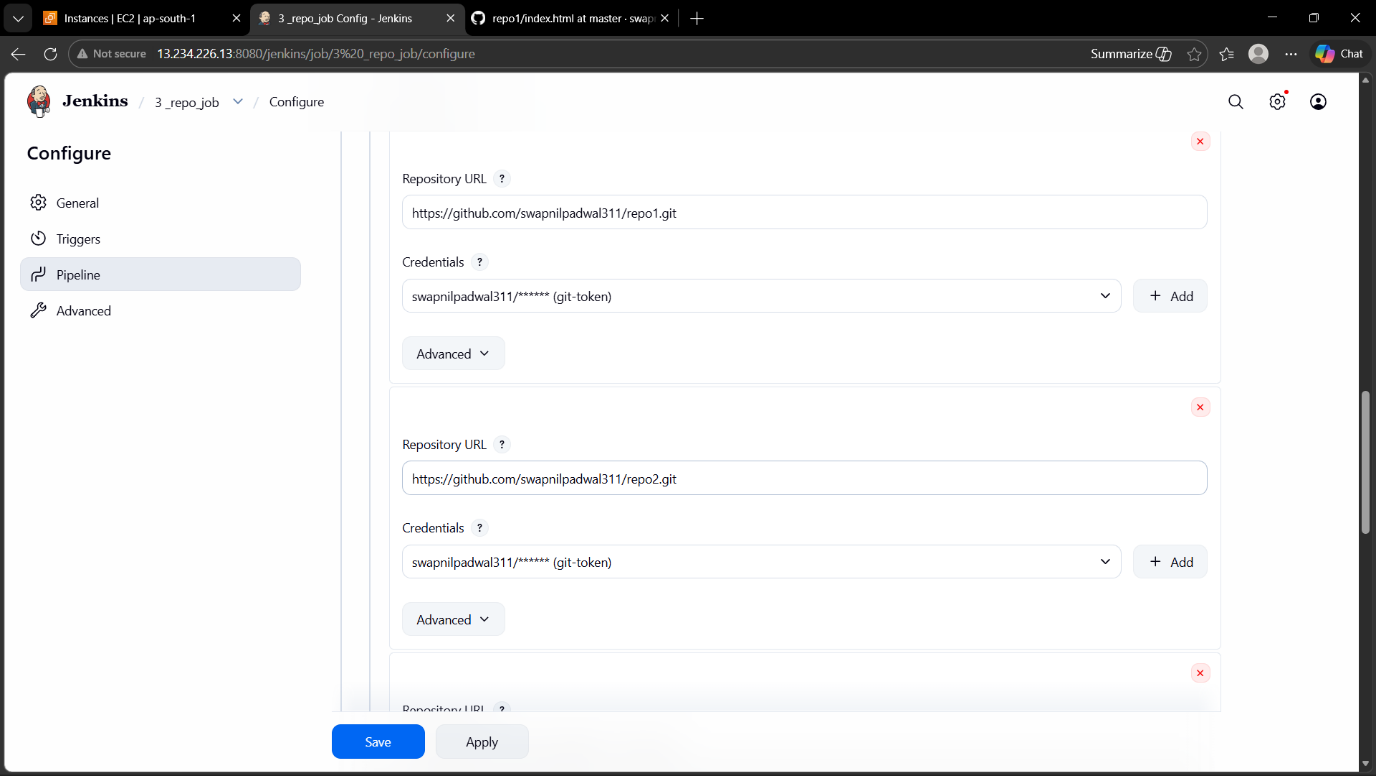 Instances | EC2 | ap-south-1
3 _repo_job Config - Jenkins
repo1/index.html at master · swap
Not secure 13.234.226.13:8080/jenkins/job/3%20_repo_job/configure
Summarize
Chat
Jenkins / 3 _repo_job / Configure
Configure
General
Triggers
Pipeline
Advanced
Repository URL ?
https://github.com/swapnilpadwal311/repo1.git
Credentials ?
swapnilpadwal311/****** (git-token)
+ Add
Advanced
Repository URL ?
https://github.com/swapnilpadwal311/repo2.git
Credentials ?
swapnilpadwal311/****** (git-token)
+ Add
Advanced
Repository URL ?
Save
Apply